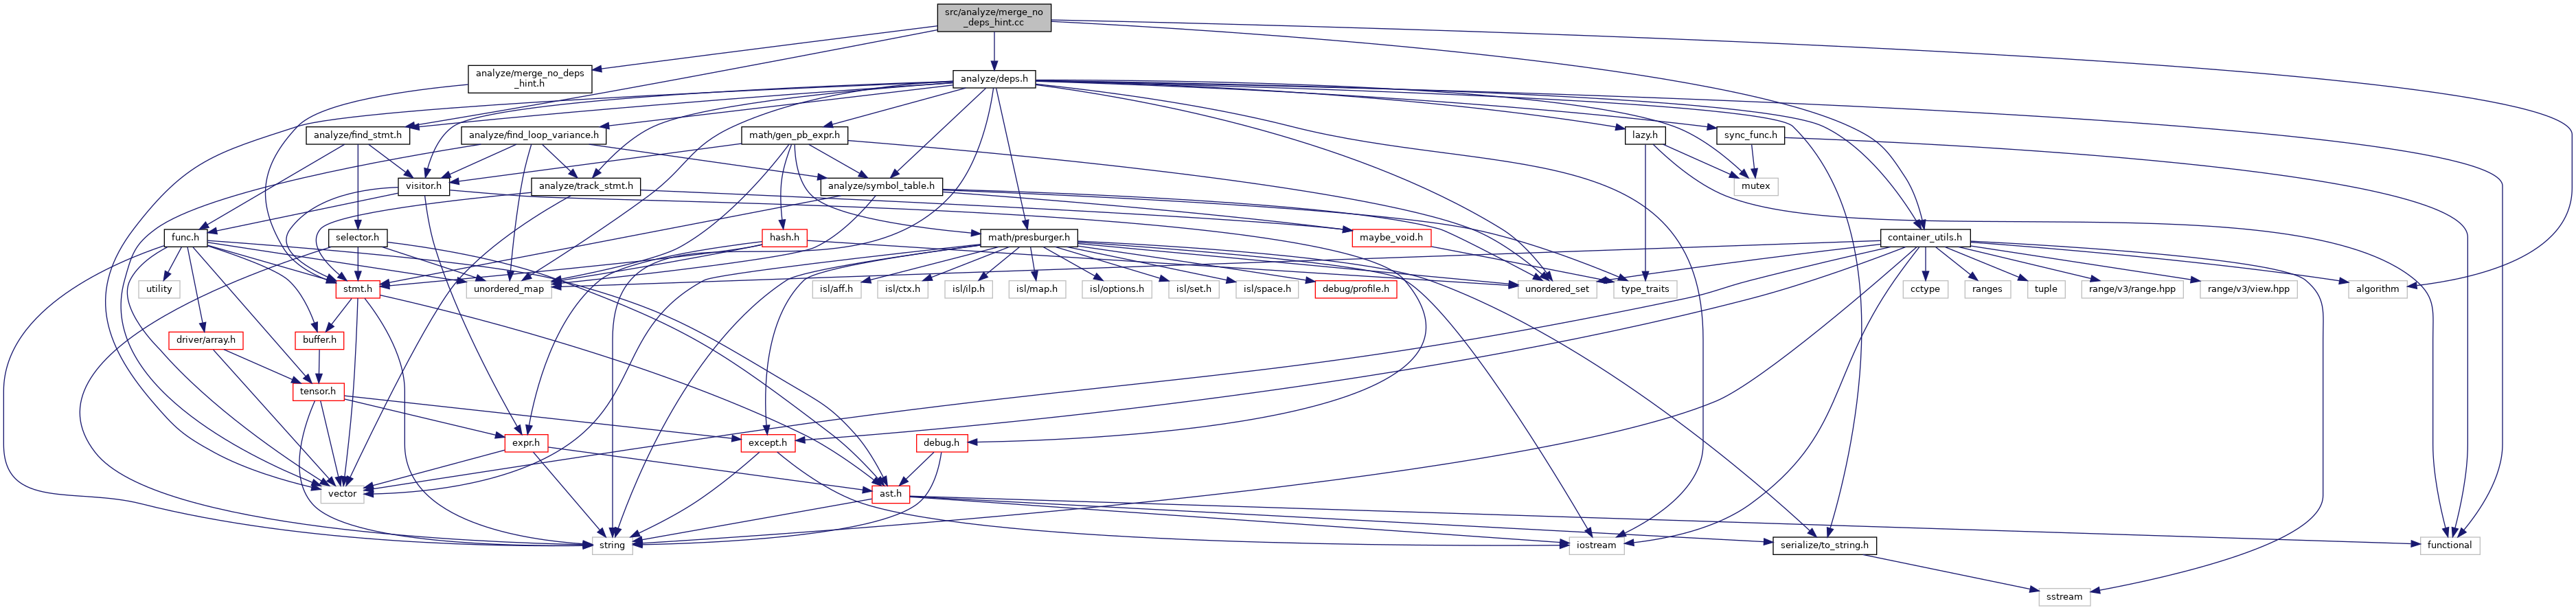 src/analyze/merge_no
_deps_hint.cc
analyze/merge_no_deps
_hint.h
analyze/deps.h
analyze/find_stmt.h
analyze/find_loop_variance.h
math/gen_pb_expr.h
lazy.h
sync_func.h
visitor.h
analyze/track_stmt.h
analyze/symbol_table.h
mutex
func.h
selector.h
hash.h
math/presburger.h
maybe_void.h
container_utils.h
utility
stmt.h
unordered_map
isl/aff.h
isl/ctx.h
isl/ilp.h
isl/map.h
isl/options.h
isl/set.h
isl/space.h
debug/profile.h
unordered_set
type_traits
cctype
ranges
tuple
range/v3/range.hpp
range/v3/view.hpp
algorithm
driver/array.h
buffer.h
tensor.h
expr.h
except.h
debug.h
vector
ast.h
string
iostream
serialize/to_string.h
functional
sstream